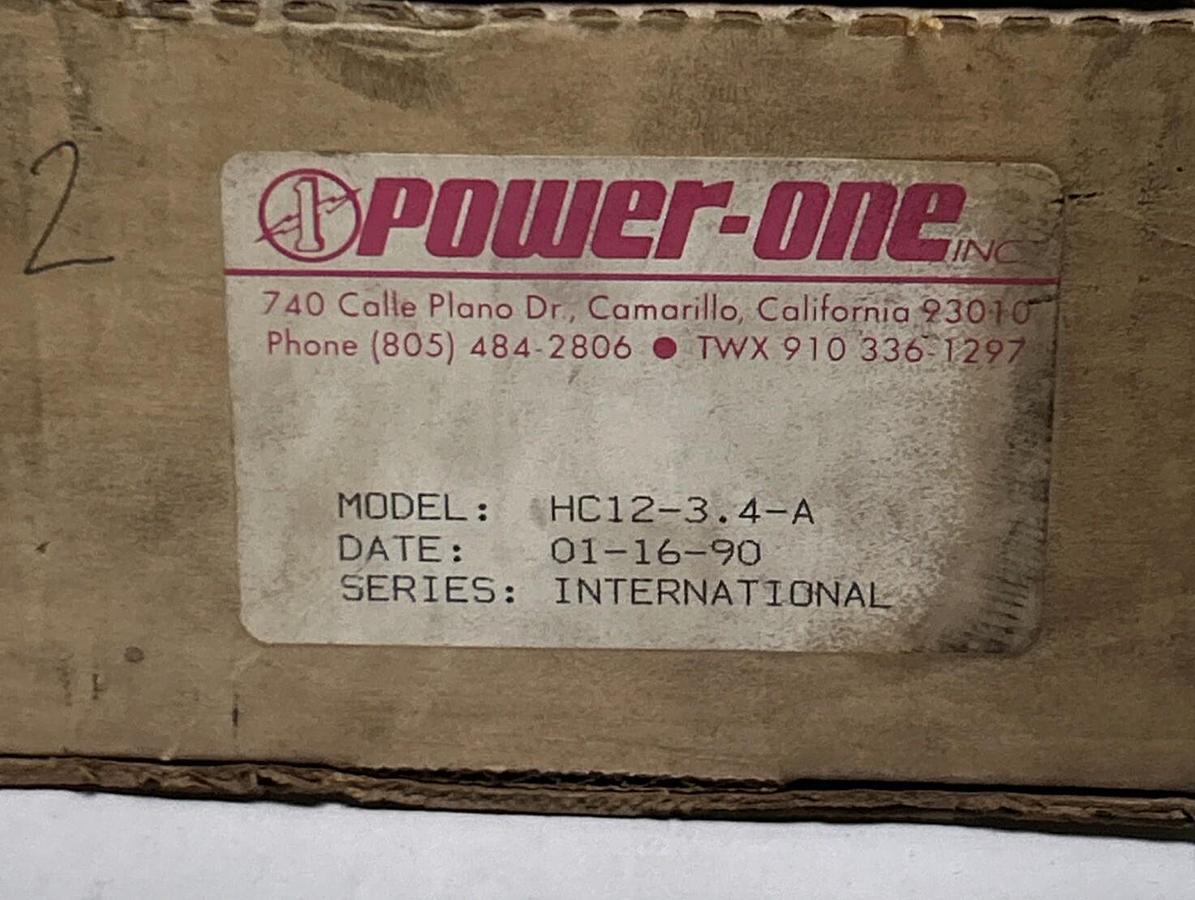 2
POWER-ONE INC
740 Calle Plano Dr., Camarillo, California 93010
Phone (805) 484-2806 ● TWX 910 336-1297
MODEL: HC12-3.4-A
DATE: 01-16-90
SERIES: INTERNATIONAL